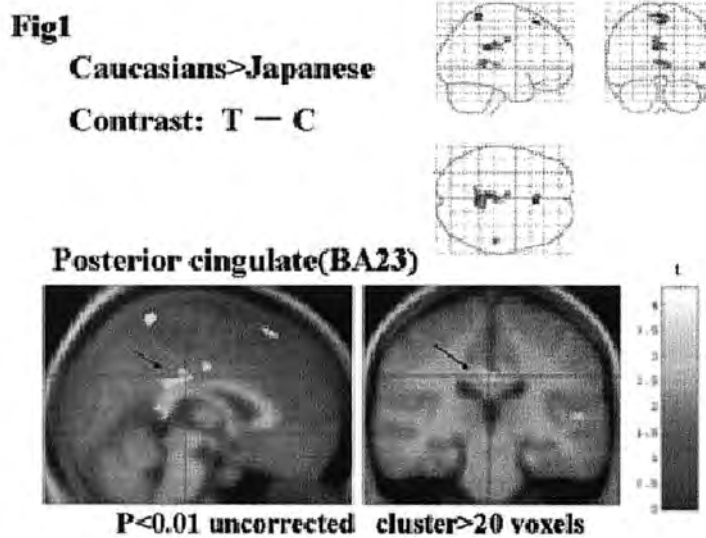 Fig1
Caucasians>Japanese
Contrast: T — C
Posterior cingulate(BA23)
t
P<0.01 uncorrected cluster>20 voxels